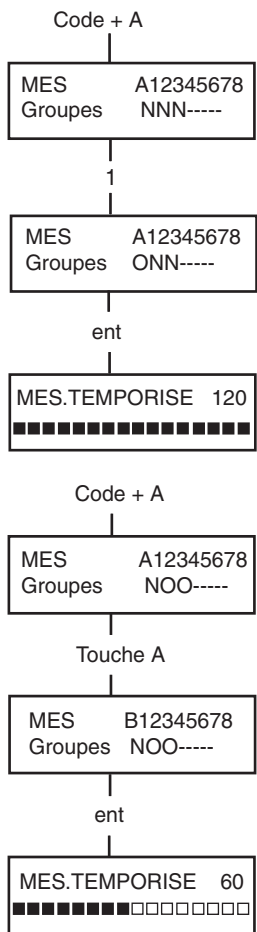 Code + A
MES A12345678
Groupes NNN-----
1
MES A12345678
Groupes ONN-----
ent
MES.TEMPORISE 120
■■■■■■■■■■■■■■■■
Code + A
MES A12345678
Groupes NOO-----
Touche A
MES B12345678
Groupes NOO-----
ent
MES.TEMPORISE 60
■■■■■■■■□□□□□□□□